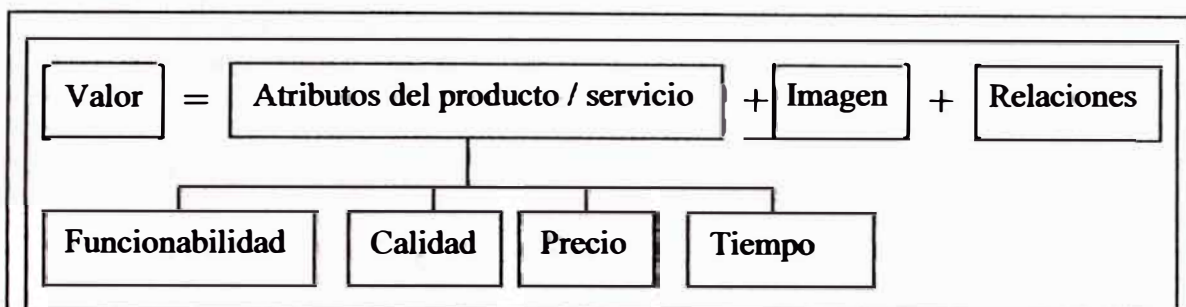 Valor = Atributos del producto / servicio + Imagen + Relaciones
Funcionabilidad Calidad Precio Tiempo